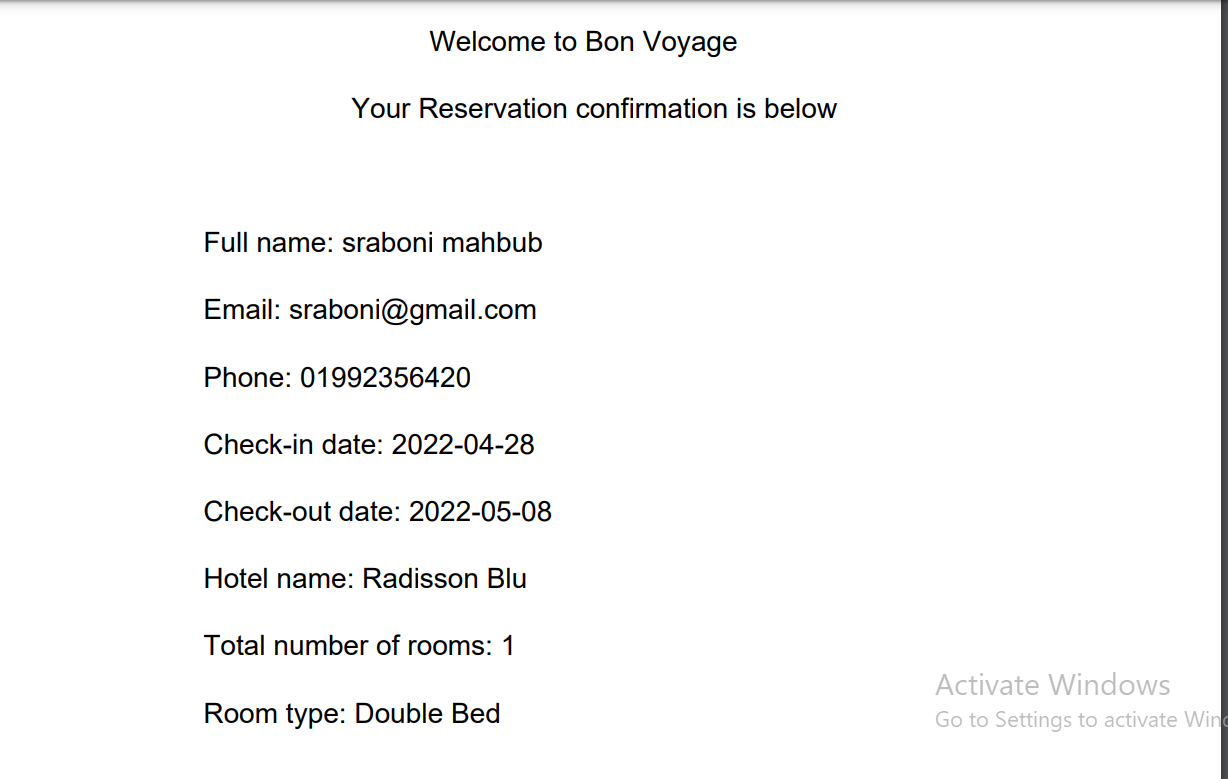 Welcome to Bon Voyage
Your Reservation confirmation is below
Full name: sraboni mahbub
Email: sraboni@gmail.com
Phone: 01992356420
Check-in date: 2022-04-28
Check-out date: 2022-05-08
Hotel name: Radisson Blu
Total number of rooms: 1
Room type: Double Bed
Activate Windows
Go to Settings to activate Win